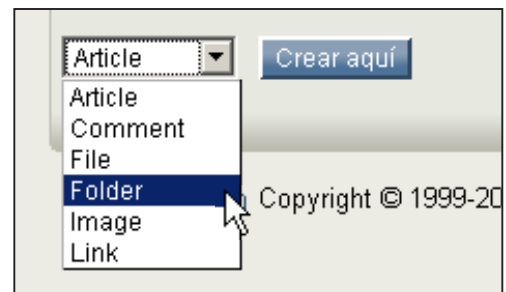 Article Crear aquí
Article
Comment
File
Folder
Copyright © 1999-20
Image
Link